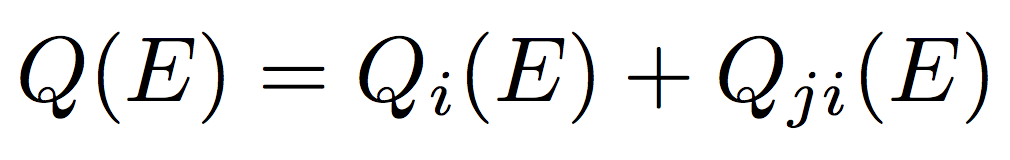 Q(E) = Q_i(E) + Q_{ji}(E)